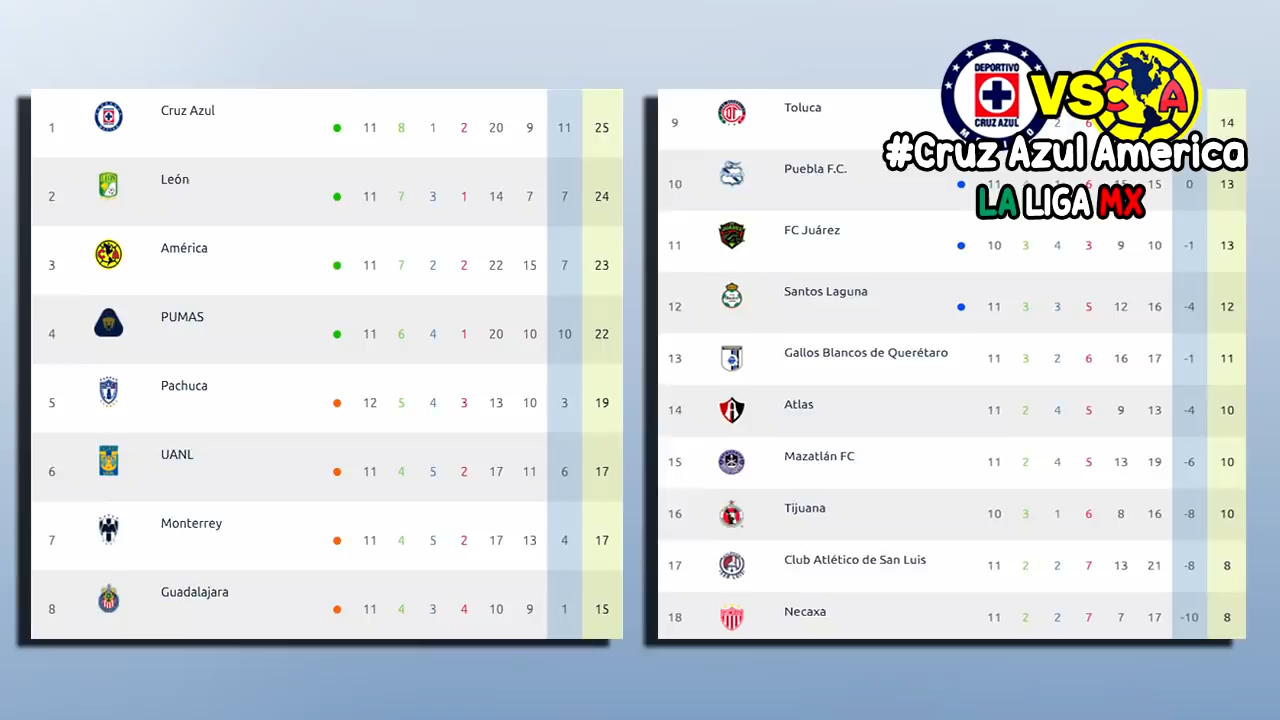 1 Cruz Azul 11 8 1 2 20 9 11 25
2 León 11 7 3 1 14 7 7 24
3 América 11 7 2 2 22 15 7 23
4 PUMAS 11 6 4 1 20 10 10 22
5 Pachuca 12 5 4 3 13 10 3 19
6 UANL 11 4 5 2 17 11 6 17
7 Monterrey 11 4 5 2 17 13 4 17
8 Guadalajara 11 4 3 4 10 9 1 15
DEPORTIVO
CRUZ AZUL
VS
C A
#Cruz Azul America
LA LIGA MX
9 Toluca 2 6 14
10 Puebla F.C. 11 15 0 13
11 FC Juárez 10 3 4 3 9 10 -1 13
12 Santos Laguna 11 3 3 5 12 16 -4 12
13 Gallos Blancos de Querétaro 11 3 2 6 16 17 -1 11
14 Atlas 11 2 4 5 9 13 -4 10
15 Mazatlán FC 11 2 4 5 13 19 -6 10
16 Tijuana 10 3 1 6 8 16 -8 10
17 Club Atlético de San Luis 11 2 2 7 13 21 -8 8
18 Necaxa 11 2 2 7 7 17 -10 8